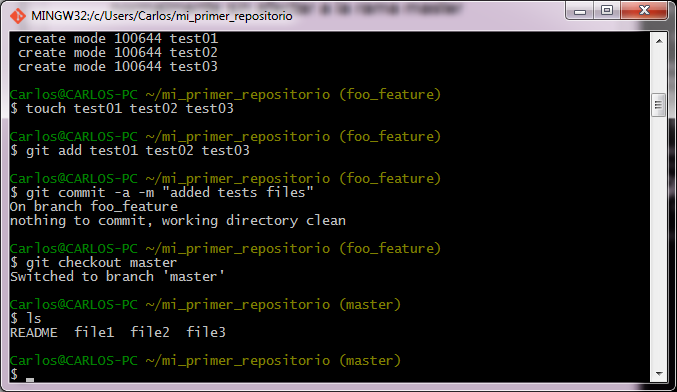 MINGW32:/c/Users/Carlos/mi_primer_repositorio
a la rama master
create mode 100644 test01
create mode 100644 test02
create mode 100644 test03
Carlos@CARLOS-PC ~/mi_primer_repositorio (foo_feature)
$ touch test01 test02 test03
Carlos@CARLOS-PC ~/mi_primer_repositorio (foo_feature)
$ git add test01 test02 test03
Carlos@CARLOS-PC ~/mi_primer_repositorio (foo_feature)
$ git commit -a -m "added tests files"
On branch foo_feature
nothing to commit, working directory clean
Carlos@CARLOS-PC ~/mi_primer_repositorio (foo_feature)
$ git checkout master
Switched to branch 'master'
Carlos@CARLOS-PC ~/mi_primer_repositorio (master)
$ ls
README  file1  file2  file3
Carlos@CARLOS-PC ~/mi_primer_repositorio (master)
$